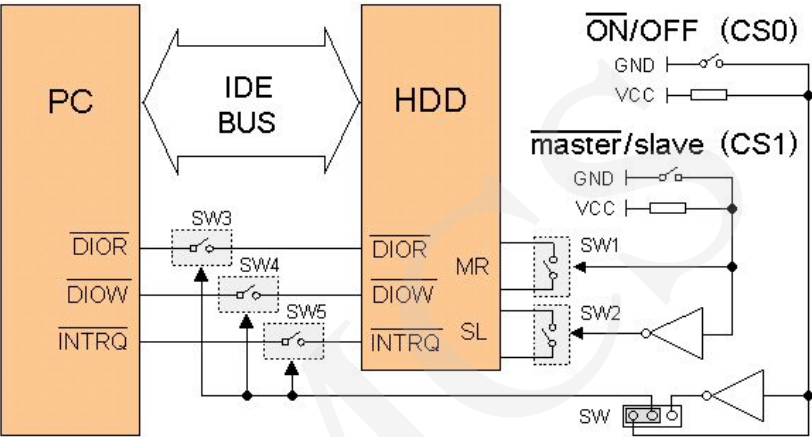 ON/OFF (CS0)
GND
VCC
PC
IDE
BUS
HDD
master/slave (CS1)
GND
VCC
SW3
DIOR
DIOR
SW1
MR
SW4
DIOW
DIOW
SW5
SW2
INTRQ
INTRQ
SL
SW
MCS